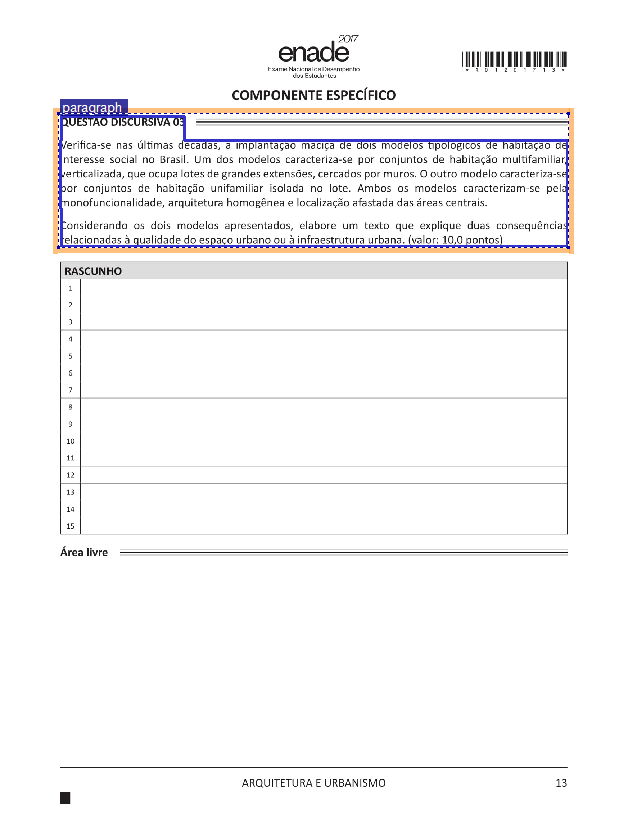 enade 2017
Exame Nacional de Desempenho
dos Estudantes
*R0120171 3*
COMPONENTE ESPECÍFICO
paragraph
QUESTÃO DISCURSIVA 03
Verifica-se nas últimas décadas, a implantação maciça de dois modelos tipológicos de habitação de
interesse social no Brasil. Um dos modelos caracteriza-se por conjuntos de habitação multifamiliar
verticalizada, que ocupa lotes de grandes extensões, cercados por muros. O outro modelo caracteriza-se
por conjuntos de habitação unifamiliar isolada no lote. Ambos os modelos caracterizam-se pela
monofuncionalidade, arquitetura homogênea e localização afastada das áreas centrais.
Considerando os dois modelos apresentados, elabore um texto que explique duas consequências
relacionadas à qualidade do espaço urbano ou à infraestrutura urbana. (valor: 10,0 pontos)
RASCUNHO
1
2
3
4
5
6
7
8
9
10
11
12
13
14
15
Área livre
ARQUITETURA E URBANISMO 13